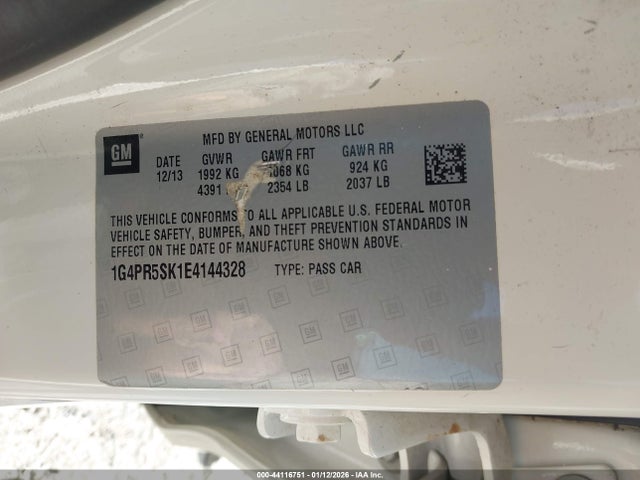 GM
MFD BY GENERAL MOTORS LLC
DATE GVWR GAWR FRT GAWR RR
12/13 1992 KG 068 KG 924 KG
4391 2354 LB 2037 LB
THIS VEHICLE CONFORMS TO ALL APPLICABLE U.S. FEDERAL MOTOR
VEHICLE SAFETY, BUMPER, AND THEFT PREVENTION STANDARDS IN
EFFECT ON THE DATE OF MANUFACTURE SHOWN ABOVE.
1G4PR5SK1E4144328 TYPE: PASS CAR
000-44116751 - 01/12/2026 - IAA Inc.